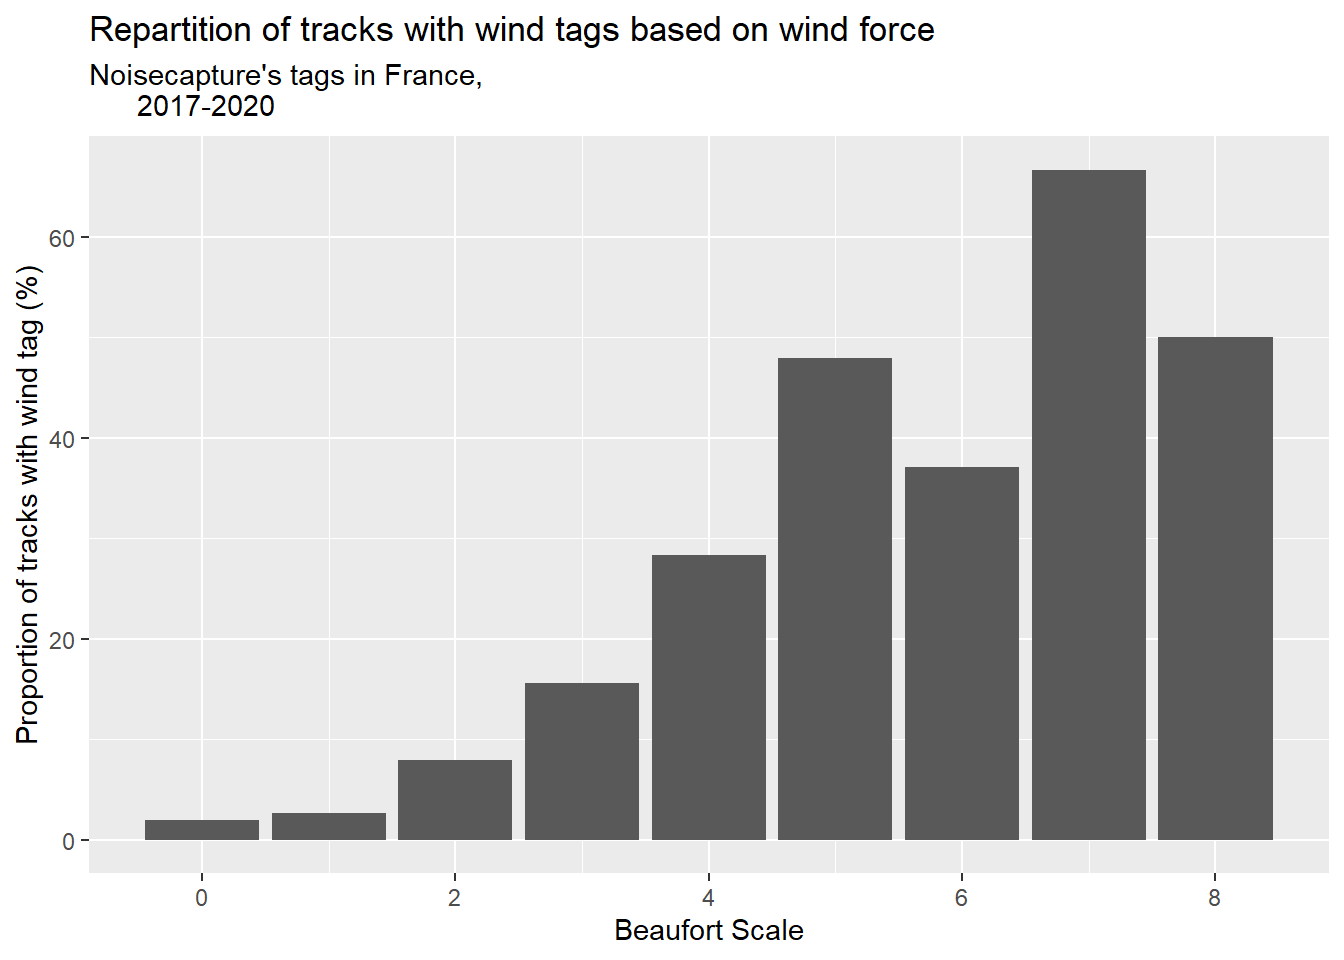 Repartition of tracks with wind tags based on wind force
Noisecapture's tags in France,
2017-2020
Proportion of tracks with wind tag (%)
60
40
20
0
0 2 4 6 8
Beaufort Scale